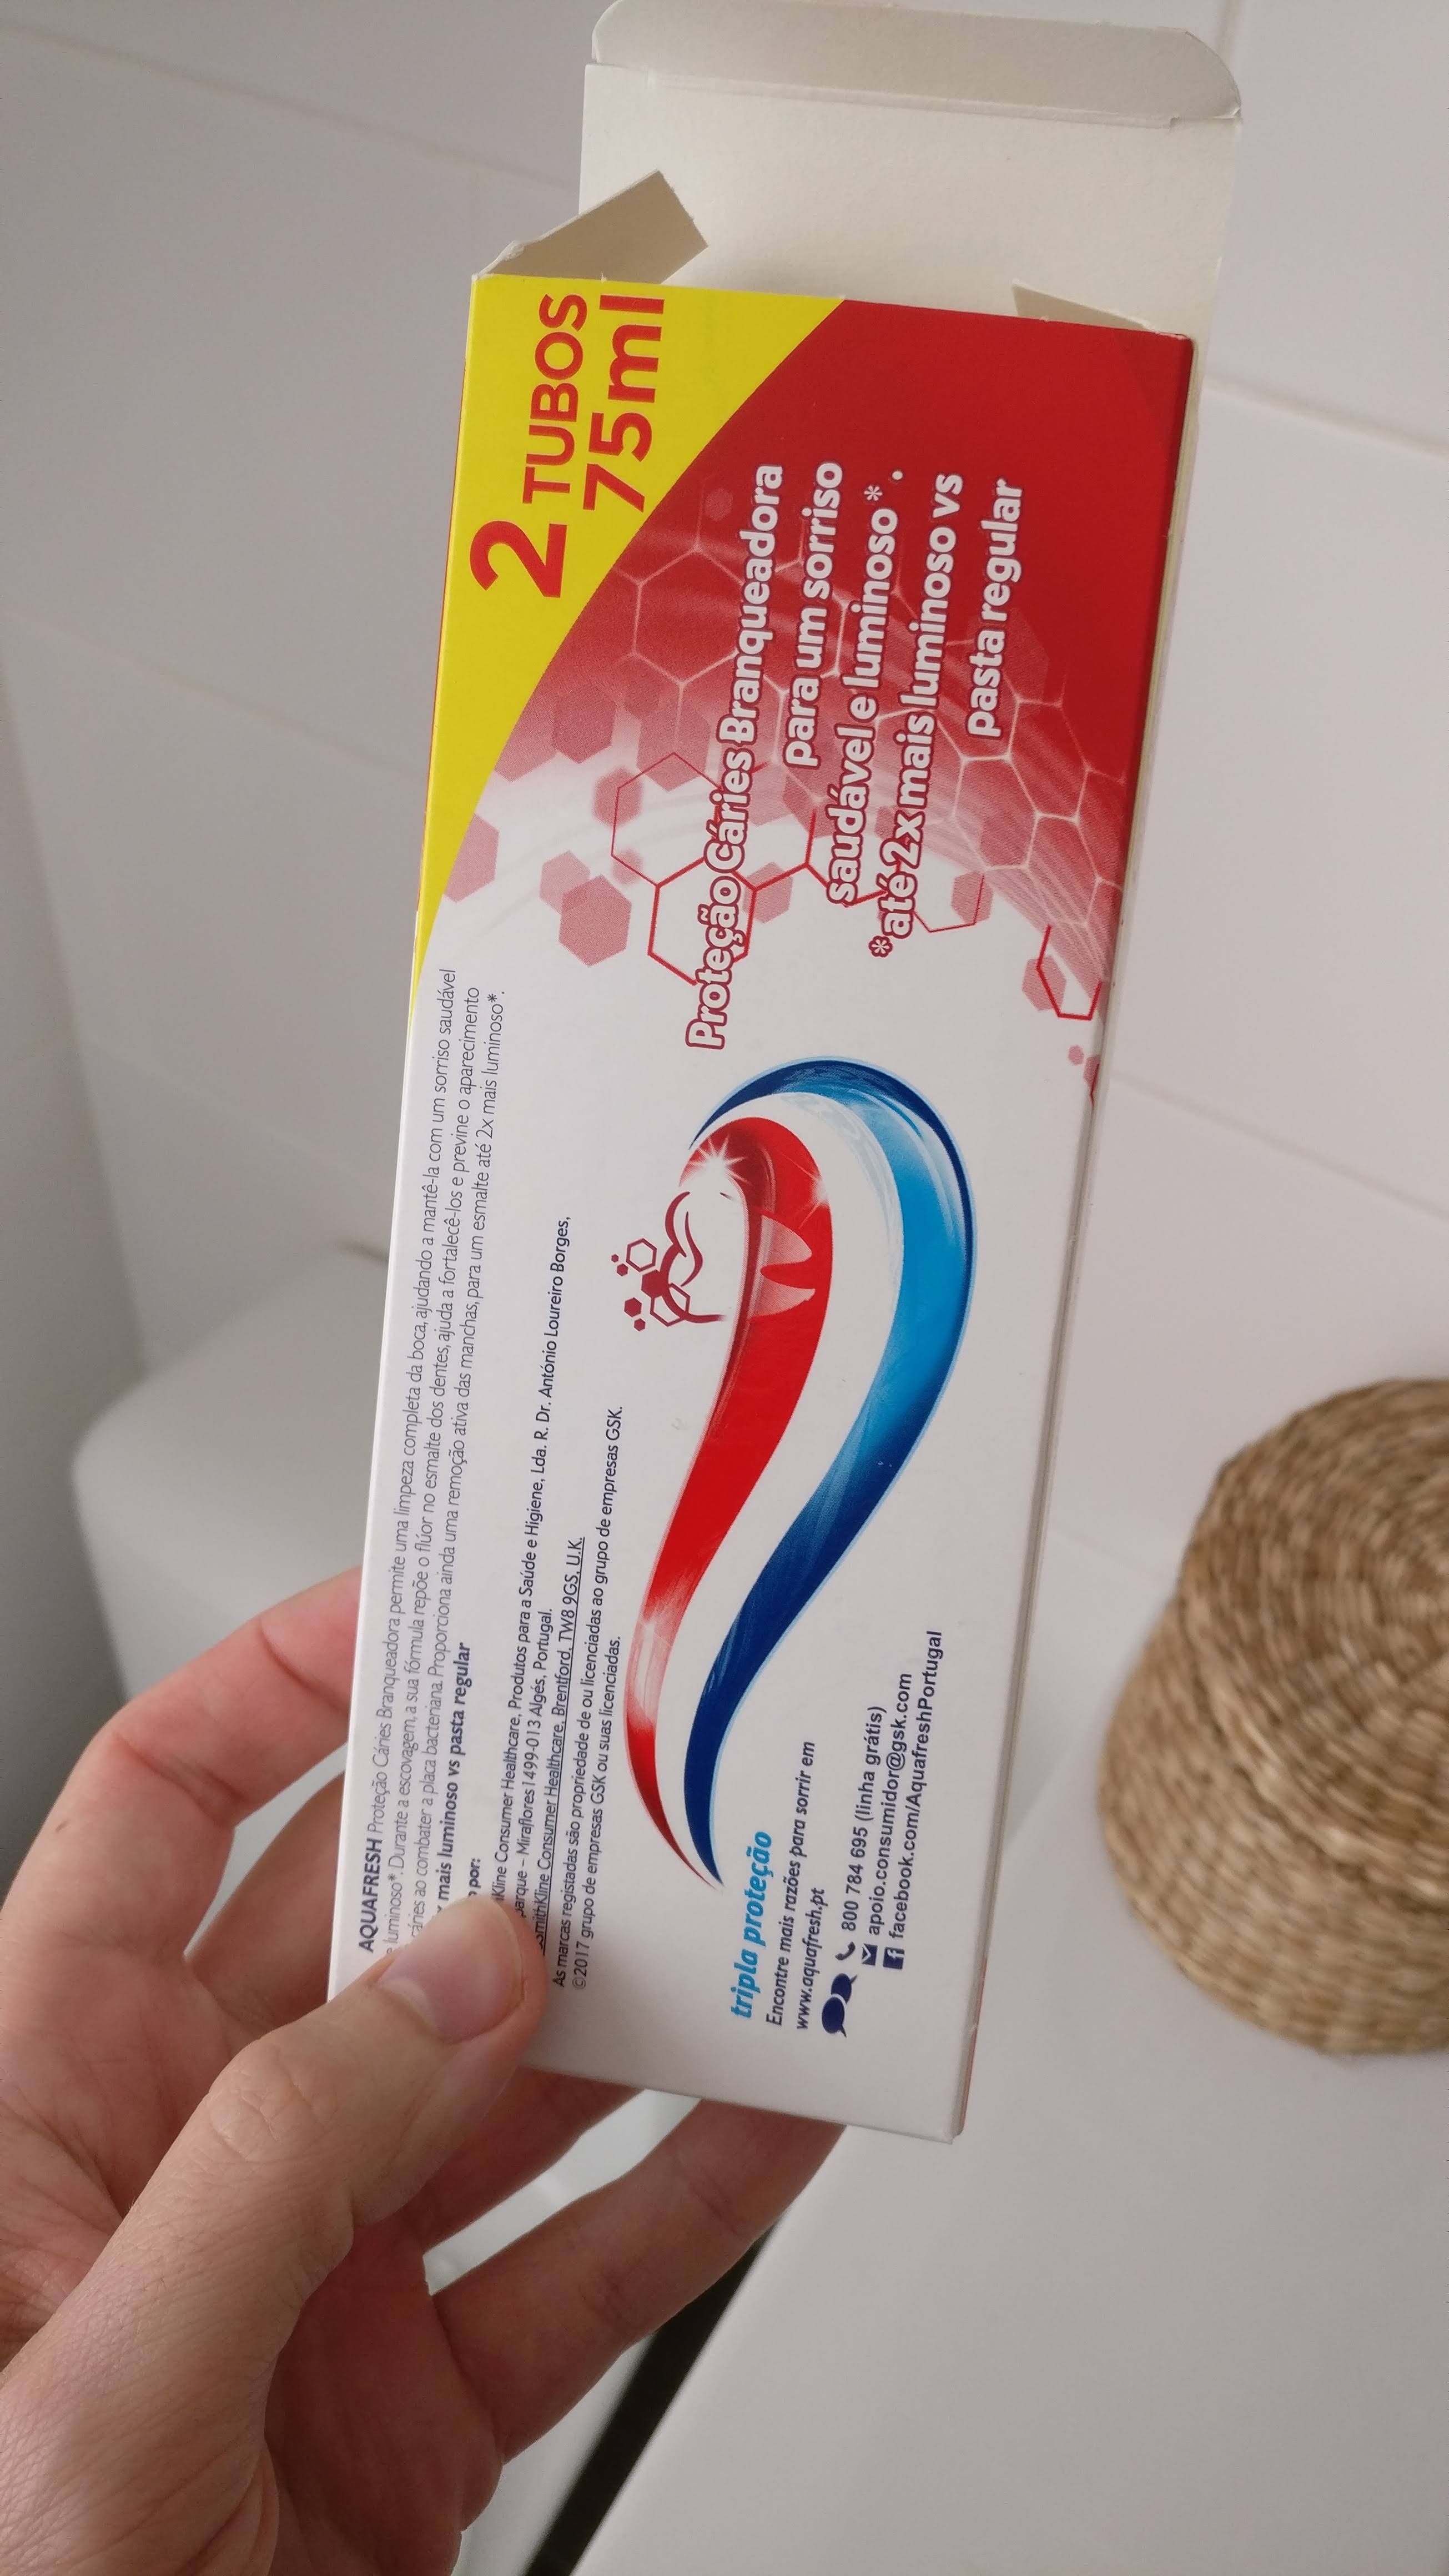 AQUAFRESH Proteção Cáries Branqueadora permite uma limpeza completa da boca, ajudando a mantê-la com um sorriso saudável
e luminoso*. Durante a escovagem, a sua fórmula repõe o flúor no esmalte dos dentes, ajuda a fortalecê-los e previne o aparecimento
cáries ao combater a placa bacteriana. Proporciona ainda uma remoção ativa das manchas, para um esmalte até 2x mais luminoso*.
mais luminoso vs pasta regular
por:
Kline Consumer Healthcare, Produtos para a Saúde e Higiene, Lda. R. Dr. António Loureiro Borges,
arque – Miraflores 1499-013 Algés, Portugal.
smithKline Consumer Healthcare, Brentford, TW8 9GS, U.K.
As marcas registadas são propriedade de ou licenciadas ao grupo de empresas GSK.
©2017 grupo de empresas GSK ou suas licenciadas.
2 TUBOS
75ml
Proteção Cáries Branqueadora
para um sorriso
saudável e luminoso*.
*até 2x mais luminoso vs
pasta regular
tripla proteção
Encontre mais razões para sorrir em
www.aquafresh.pt
800 784 695 (linha grátis)
apoio.consumidor@gsk.com
facebook.com/AquafreshPortugal